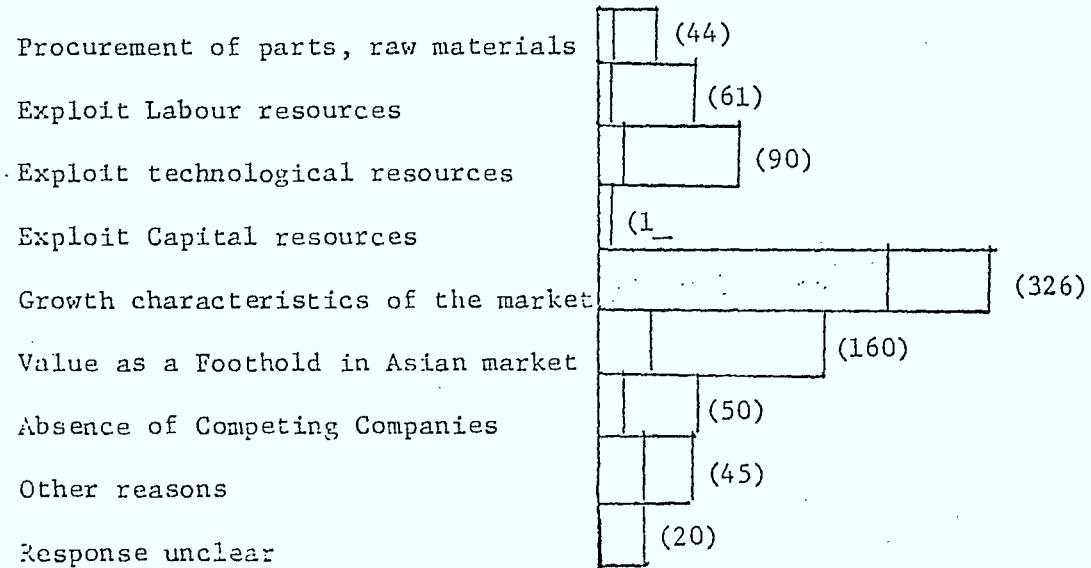 Procurement of parts, raw materials (44)
Exploit Labour resources (61)
Exploit technological resources (90)
Exploit Capital resources (1_
Growth characteristics of the market (326)
Value as a Foothold in Asian market (160)
Absence of Competing Companies (50)
Other reasons (45)
Response unclear (20)